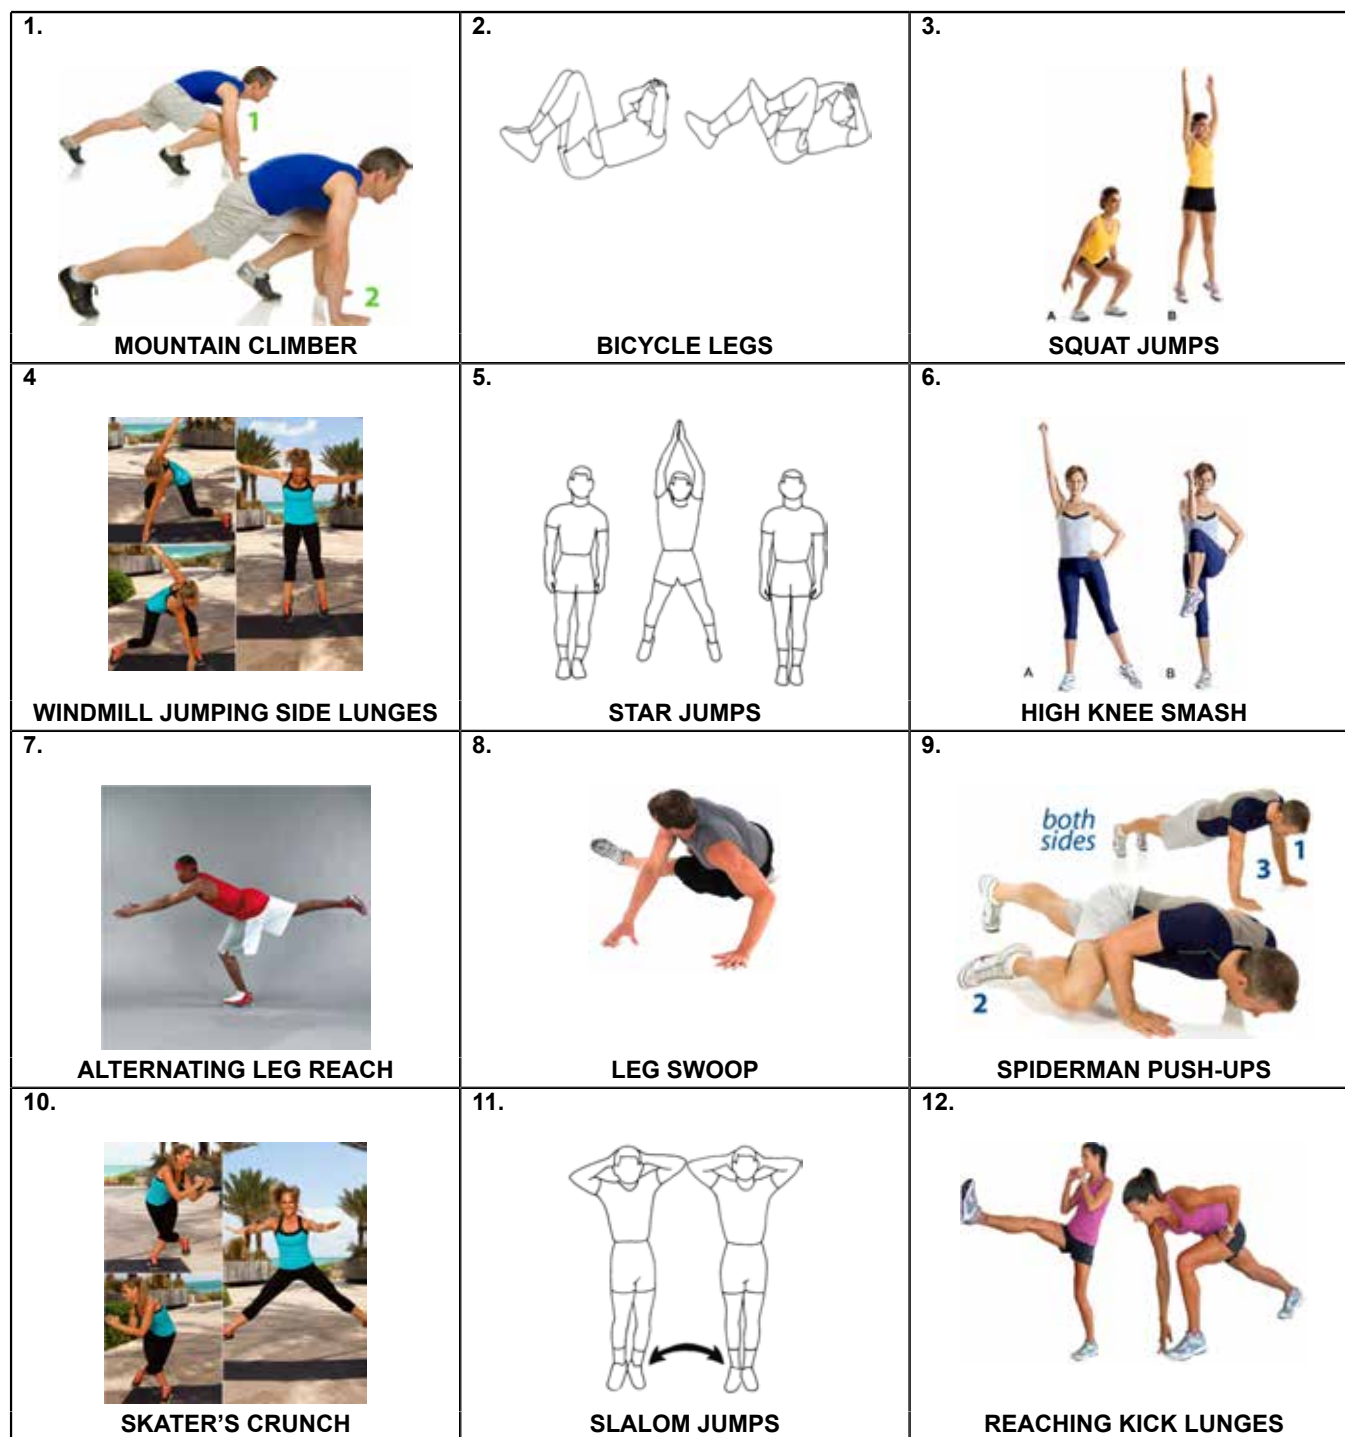 1.
1
2
MOUNTAIN CLIMBER
2.
BICYCLE LEGS
3.
A
B
SQUAT JUMPS
4
WINDMILL JUMPING SIDE LUNGES
5.
STAR JUMPS
6.
A
B
HIGH KNEE SMASH
7.
ALTERNATING LEG REACH
8.
LEG SWOOP
9.
both
sides
3 1
2
SPIDERMAN PUSH-UPS
10.
SKATER'S CRUNCH
11.
SLALOM JUMPS
12.
REACHING KICK LUNGES